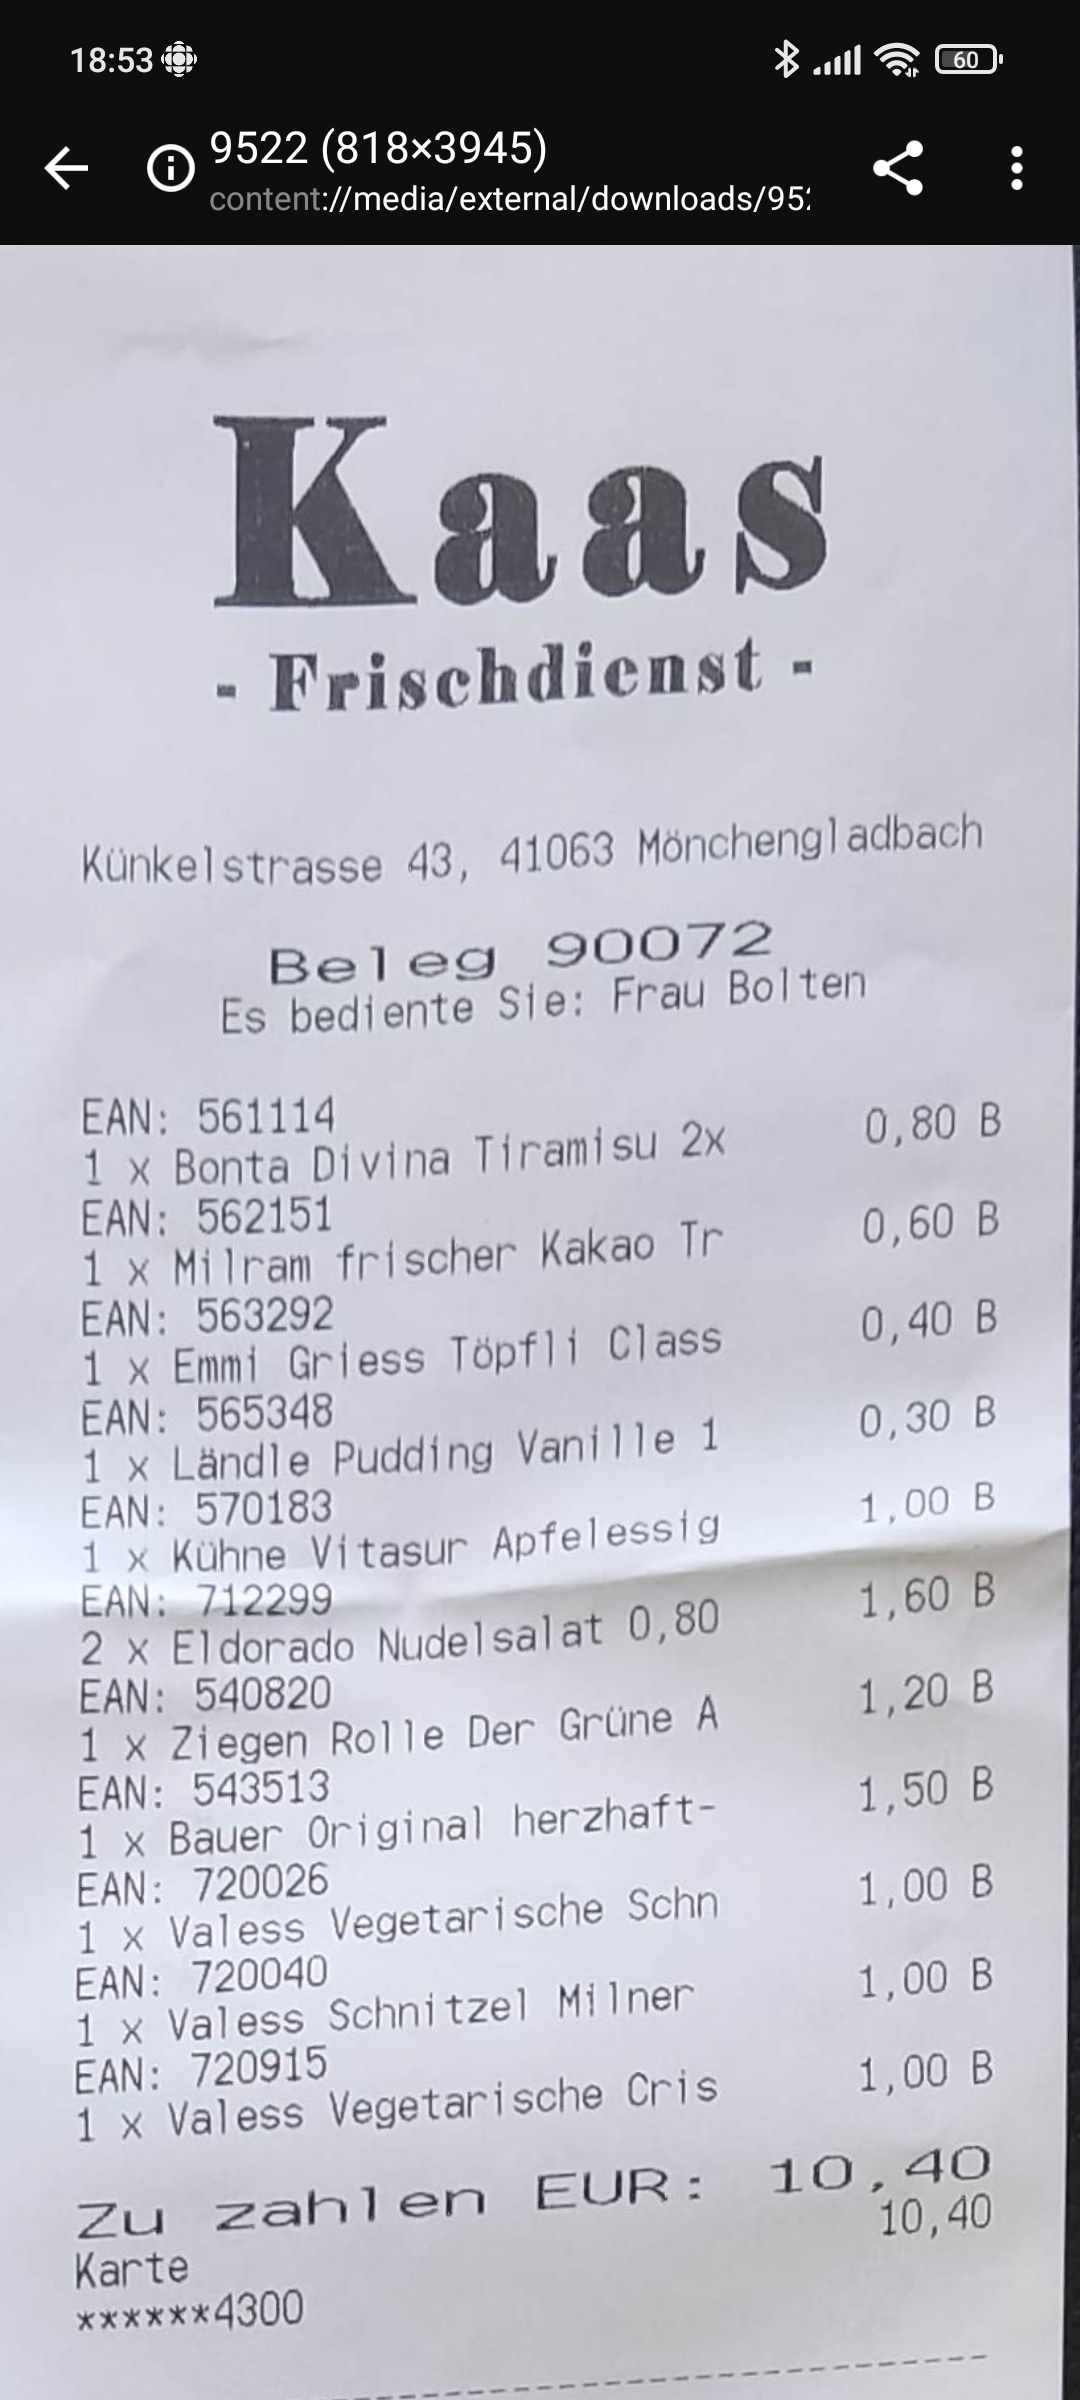 18:53
60
9522 (818×3945)
content://media/external/downloads/952
Kaas
- Frischdienst -
Künkelstrasse 43, 41063 Mönchengladbach
Beleg 90072
Es bediente Sie: Frau Bolten
EAN: 561114
1 x Bonta Divina Tiramisu 2x 0,80 B
EAN: 562151
1 x Milram frischer Kakao Tr 0,60 B
EAN: 563292
1 x Emmi Griess Töpfli Class 0,40 B
EAN: 565348
1 x Ländle Pudding Vanille 1 0,30 B
EAN: 570183
1 x Kühne Vitasur Apfelessig 1,00 B
EAN: 712299
2 x Eldorado Nudelsalat 0,80 1,60 B
EAN: 540820
1 x Ziegen Rolle Der Grüne A 1,20 B
EAN: 543513
1 x Bauer Original herzhaft- 1,50 B
EAN: 720026
1 x Valess Vegetarische Schn 1,00 B
EAN: 720040
1 x Valess Schnitzel Milner 1,00 B
EAN: 720915
1 x Valess Vegetarische Cris 1,00 B
Zu zahlen EUR: 10,40
Karte 10,40
******4300